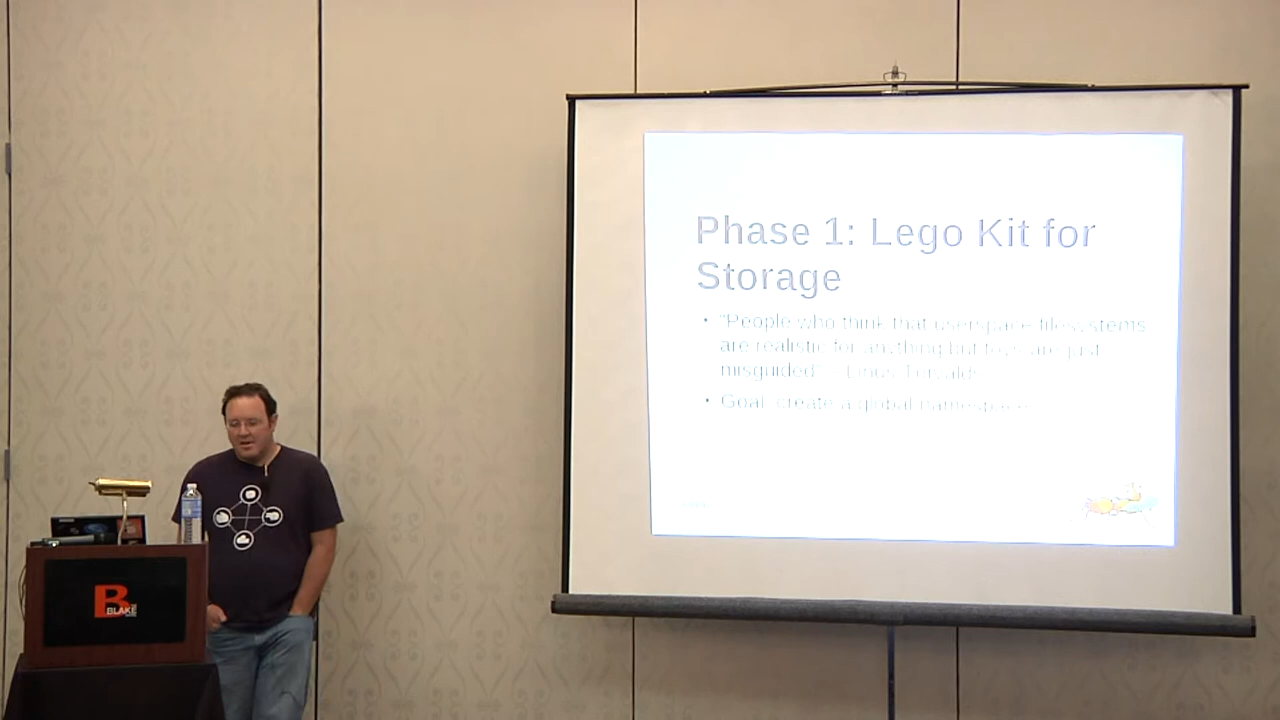 Phase 1: Lego Kit for
Storage
• "People who think that userspace filesystems
are realistic for anything but toys are just
misguided" – Linus Torvalds
• Goal: create a global namespace
B
BLAKE